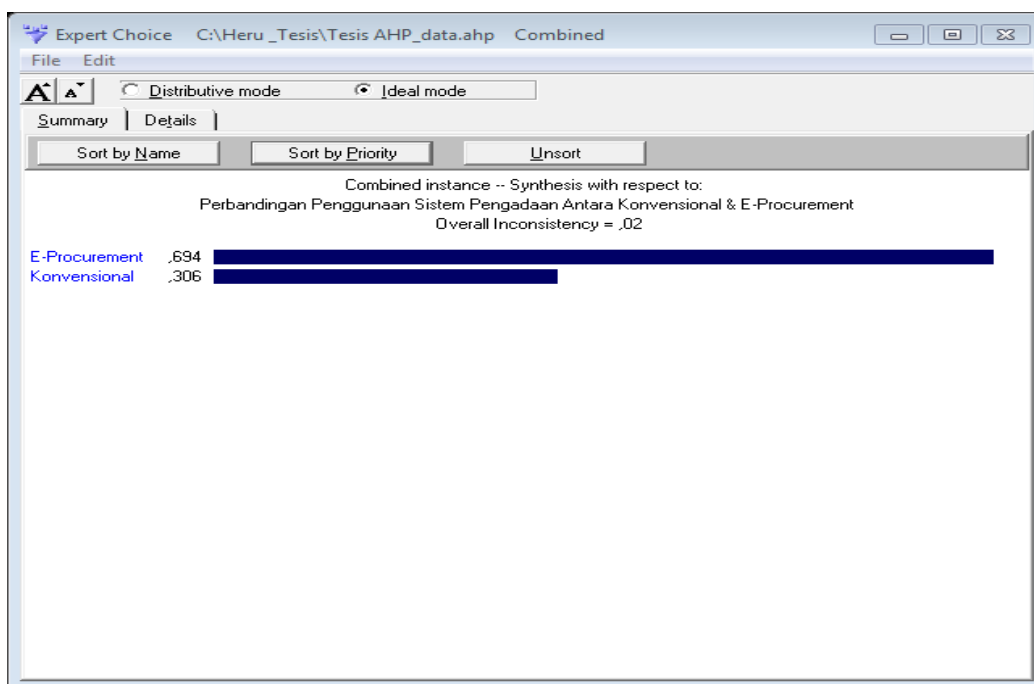 Expert Choice C:\Heru _Tesis\Tesis AHP_data.ahp Combined
File Edit
A A Distributive mode Ideal mode
Summary Details
Sort by Name Sort by Priority Unsort
Combined instance -- Synthesis with respect to:
Perbandingan Penggunaan Sistem Pengadaan Antara Konvensional & E-Procurement
Overall Inconsistency = ,02
E-Procurement ,694
Konvensional ,306